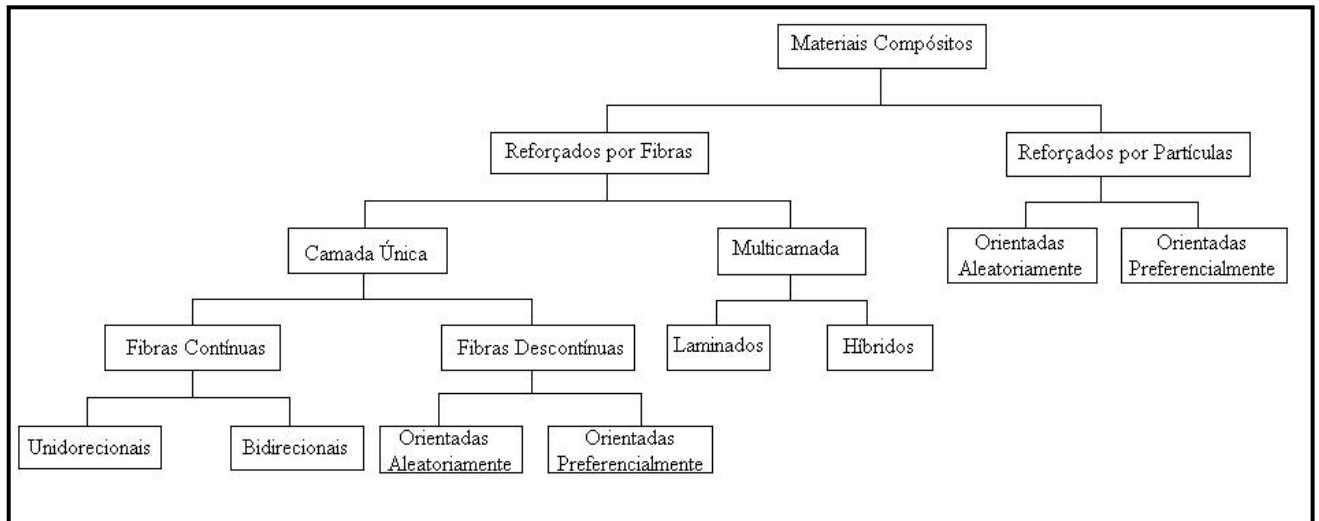 Materiais Compósitos
Reforçados por Fibras
Reforçados por Partículas
Camada Única
Multicamada
Orientadas
Aleatoriamente
Orientadas
Preferencialmente
Fibras Contínuas
Fibras Descontínuas
Laminados
Híbridos
Unidorecionais
Bidirecionais
Orientadas
Aleatoriamente
Orientadas
Preferencialmente